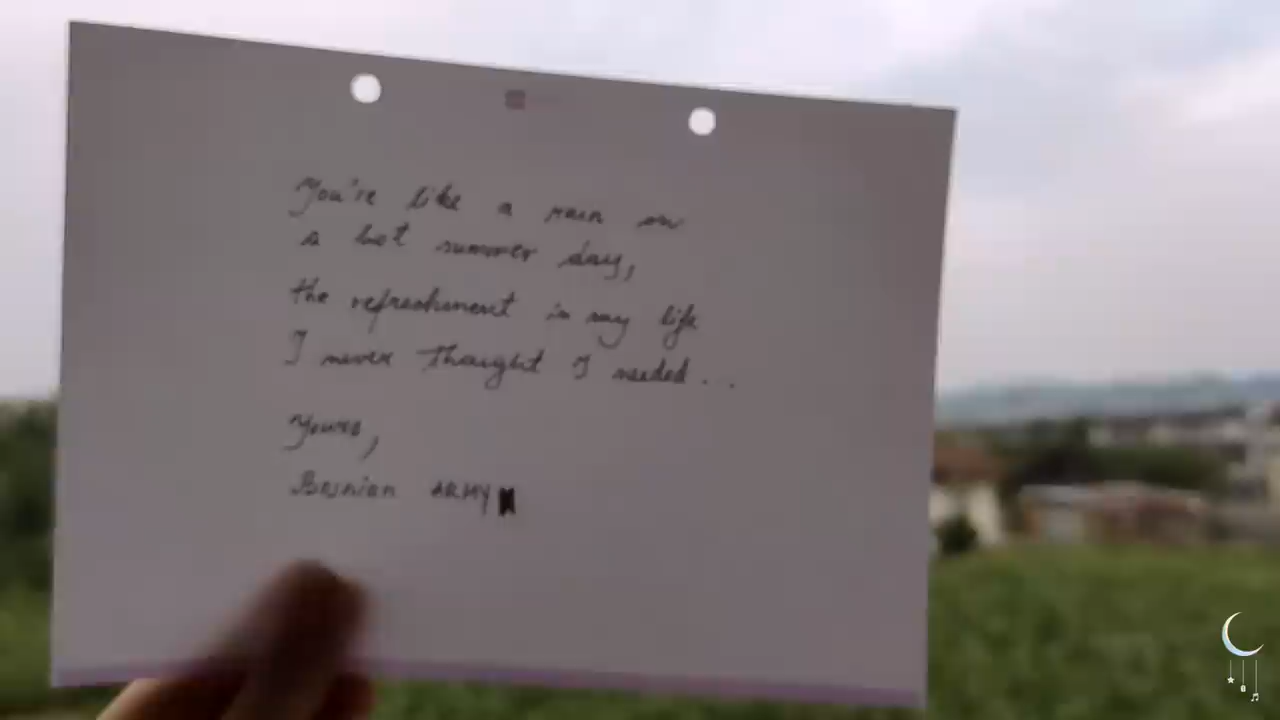 You're like a rain on
a hot summer day,
the refreshment in my life
I never thought I needed...
Yours,
Bosnian ARMY